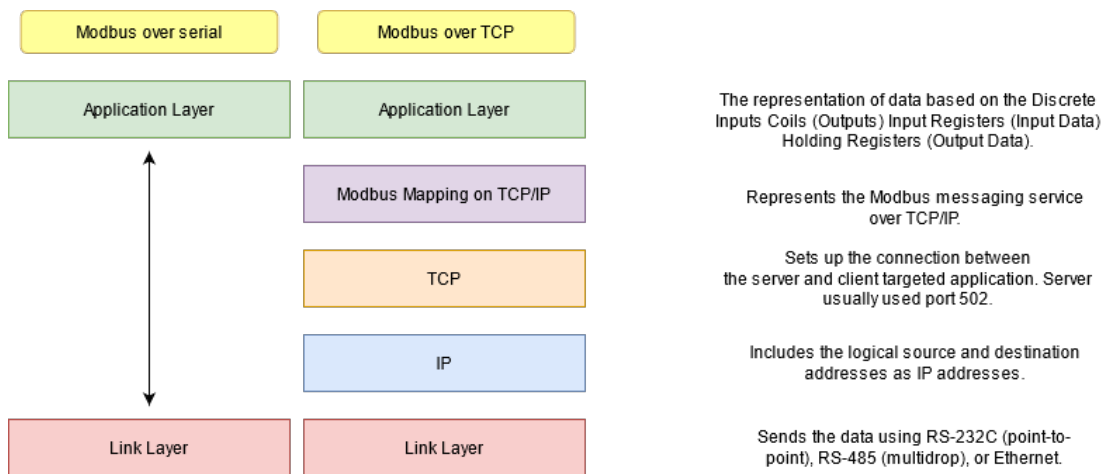 Modbus over serial
Modbus over TCP
Application Layer
Application Layer
The representation of data based on the Discrete
Inputs Coils (Outputs) Input Registers (Input Data)
Holding Registers (Output Data).
Modbus Mapping on TCP/IP
Represents the Modbus messaging service
over TCP/IP.
TCP
Sets up the connection between
the server and client targeted application. Server
usually used port 502.
IP
Includes the logical source and destination
addresses as IP addresses.
Link Layer
Link Layer
Sends the data using RS-232C (point-to-
point), RS-485 (multidrop), or Ethernet.